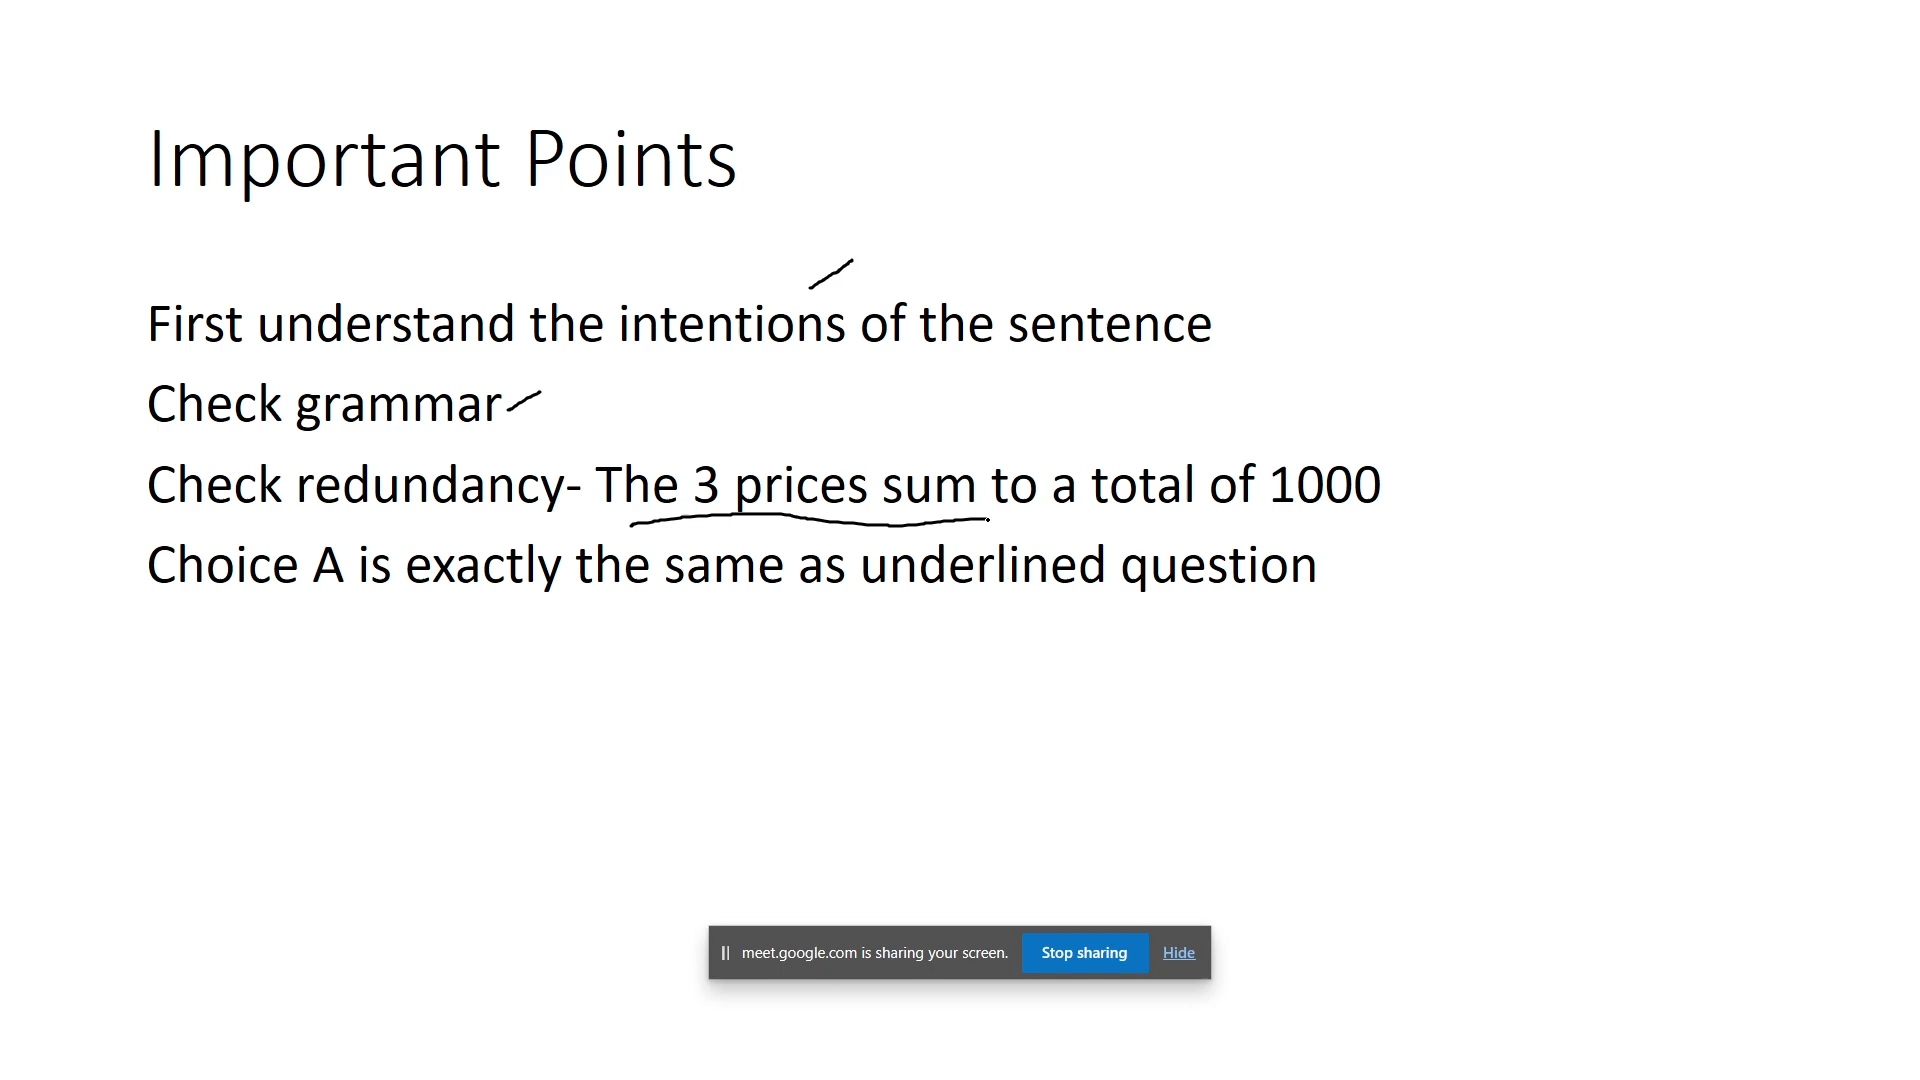 Important Points
First understand the intentions of the sentence
Check grammar
Check redundancy- The 3 prices sum to a total of 1000
Choice A is exactly the same as underlined question
meet.google.com is sharing your screen. Stop sharing Hide